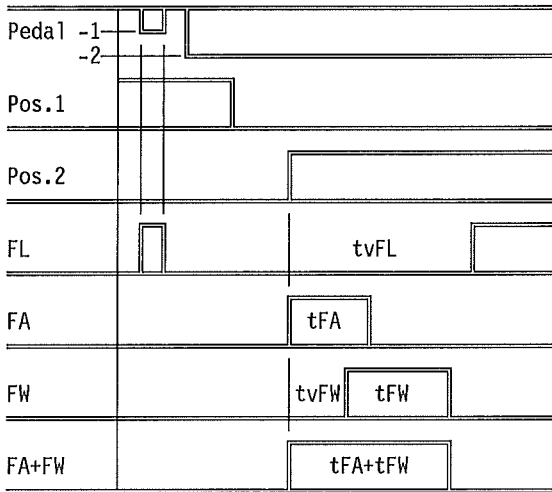 Pedal -1
-2
Pos.1
Pos.2
FL tvFL
FA tFA
FW tvFW tFW
FA+FW tFA+tFW